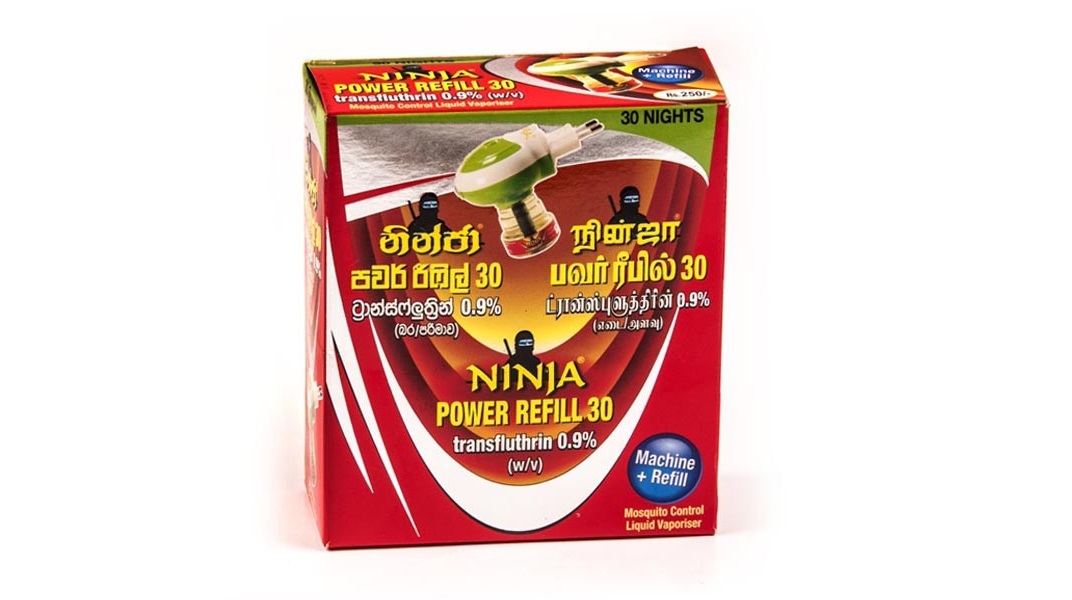 30 NIGHTS
NINJA
POWER REFILL 30
transfluthrin 0.9% (w/v)
Mosquito Control Liquid Vaporiser
Machine
+ Refill
Rs.250/-
30 NIGHTS
නින්ජා®
පවර් රීෆිල් 30
ට්‍රාන්ස්ෆ්ලුත්‍රින් 0.9%
(බර/පරිමාව)
நின்ஜா®
பவர் ரீபில் 30
ட்ரான்ஸ்புளுத்திரின் 0.9%
(எடை/அளவு)
NINJA®
POWER REFILL 30
transfluthrin 0.9%
(w/v)
Machine
+ Refill
Mosquito Control
Liquid Vaporiser